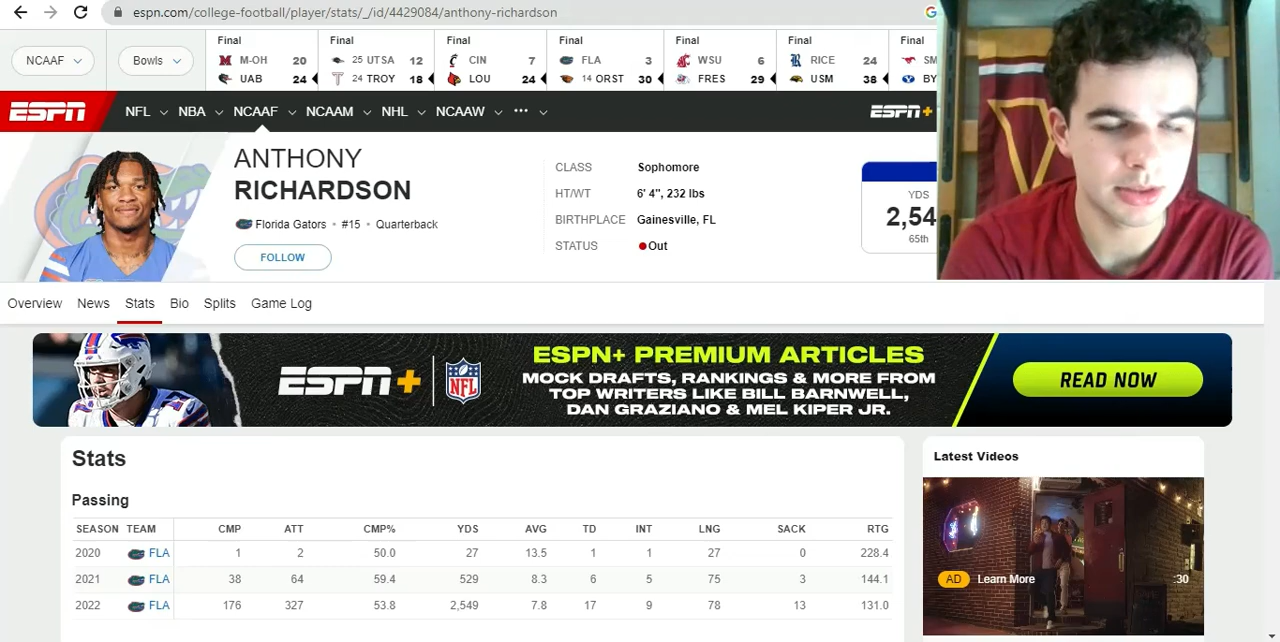 espn.com/college-football/player/stats/_/id/4429084/anthony-richardson
NCAAF
Bowls
Final
M-OH 20
UAB 24
Final
25 UTSA 12
24 TROY 18
Final
CIN 7
LOU 24
Final
FLA 3
14 ORST 30
Final
WSU 6
FRES 29
Final
RICE 24
USM 38
Final
SM
BY
ESPN NFL NBA NCAAF NCAAM NHL NCAAW ••• ESPN+
ANTHONY
RICHARDSON
Florida Gators • #15 • Quarterback
FOLLOW
CLASS Sophomore
HT/WT 6' 4", 232 lbs
BIRTHPLACE Gainesville, FL
STATUS Out
YDS
2,54
65th
Overview News Stats Bio Splits Game Log
ESPN+ NFL
ESPN+ PREMIUM ARTICLES
MOCK DRAFTS, RANKINGS & MORE FROM
TOP WRITERS LIKE BILL BARNWELL,
DAN GRAZIANO & MEL KIPER JR.
READ NOW
Stats
Passing
SEASON TEAM CMP ATT CMP% YDS AVG TD INT LNG SACK RTG
2020 FLA 1 2 50.0 27 13.5 1 1 27 0 228.4
2021 FLA 38 64 59.4 529 8.3 6 5 75 3 144.1
2022 FLA 176 327 53.8 2,549 7.8 17 9 78 13 131.0
Latest Videos
AD Learn More :30